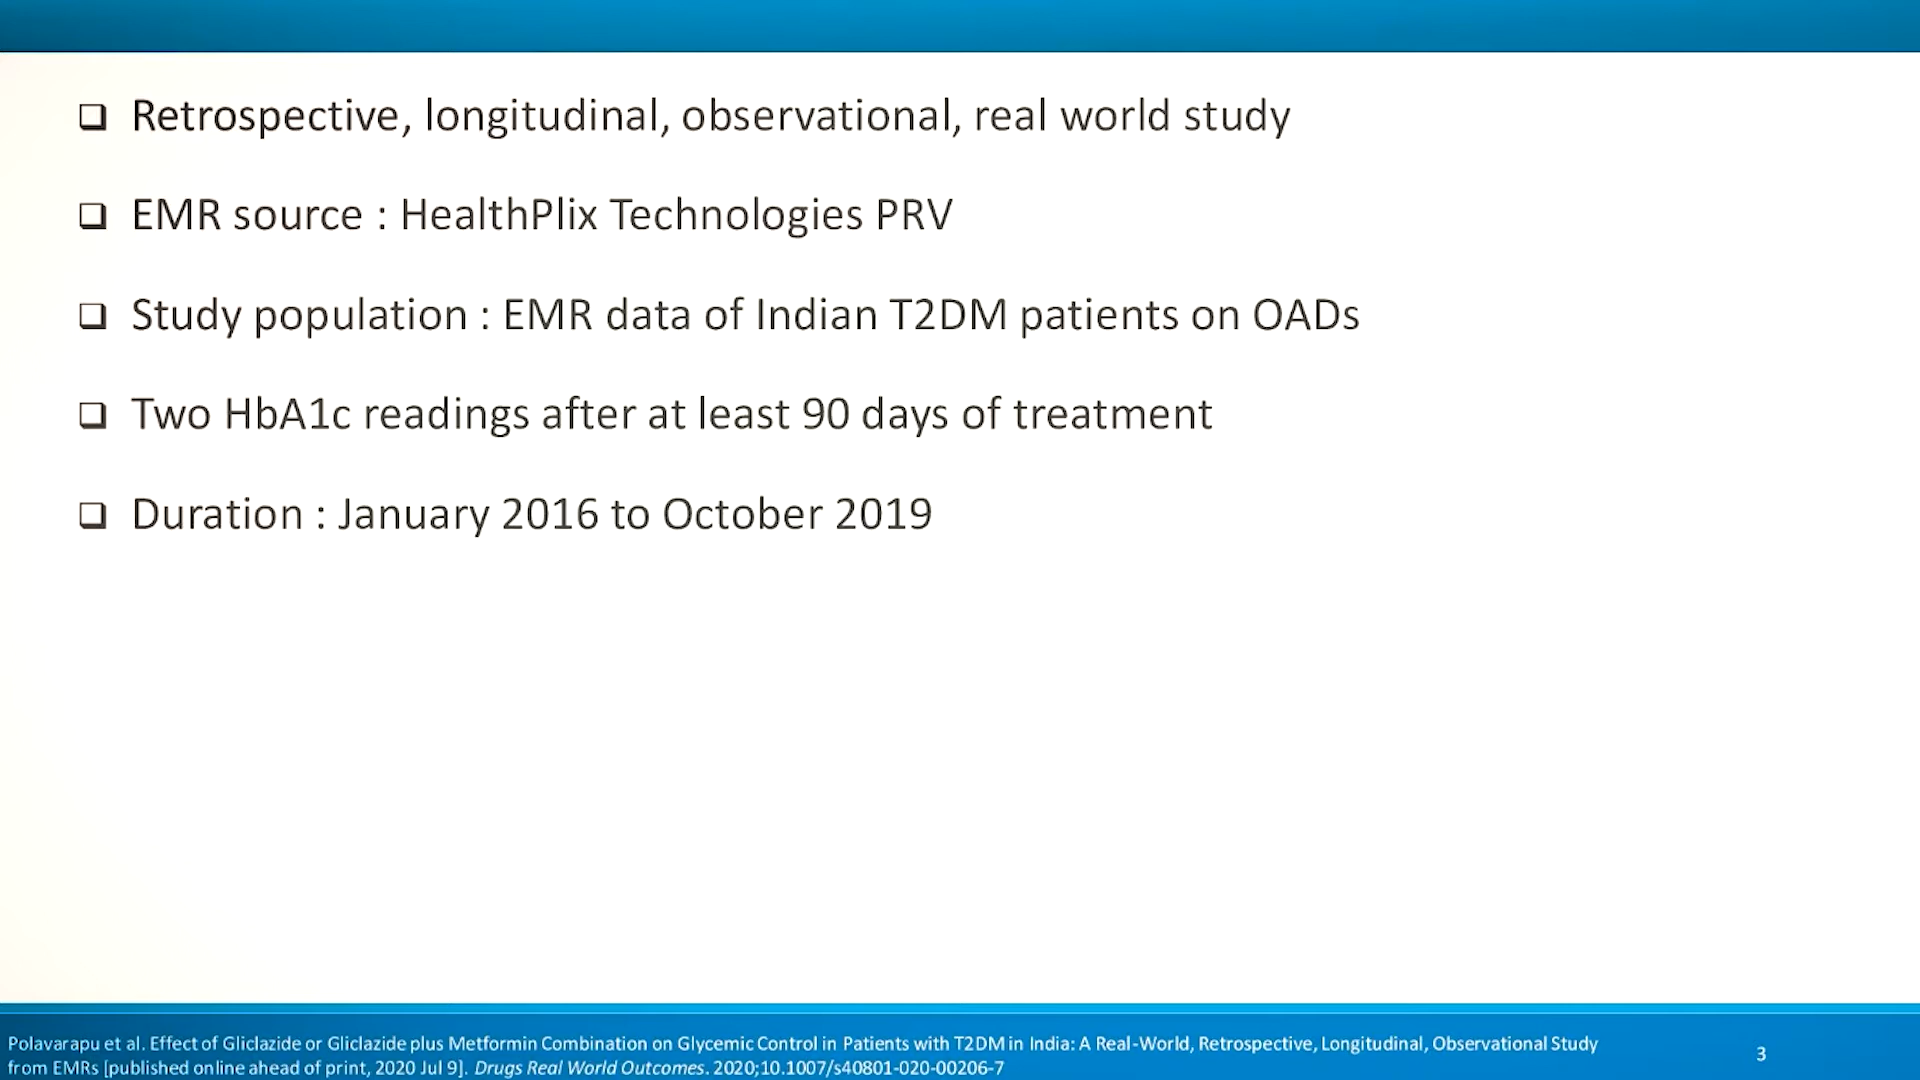 Retrospective, longitudinal, observational, real world study
EMR source : HealthPlix Technologies PRV
Study population : EMR data of Indian T2DM patients on OADs
Two HbA1c readings after at least 90 days of treatment
Duration : January 2016 to October 2019
Polavarapu et al. Effect of Gliclazide or Gliclazide plus Metformin Combination on Glycemic Control in Patients with T2DM in India: A Real-World, Retrospective, Longitudinal, Observational Study
from EMRs [published online ahead of print, 2020 Jul 9]. Drugs Real World Outcomes. 2020;10.1007/s40801-020-00206-7
3